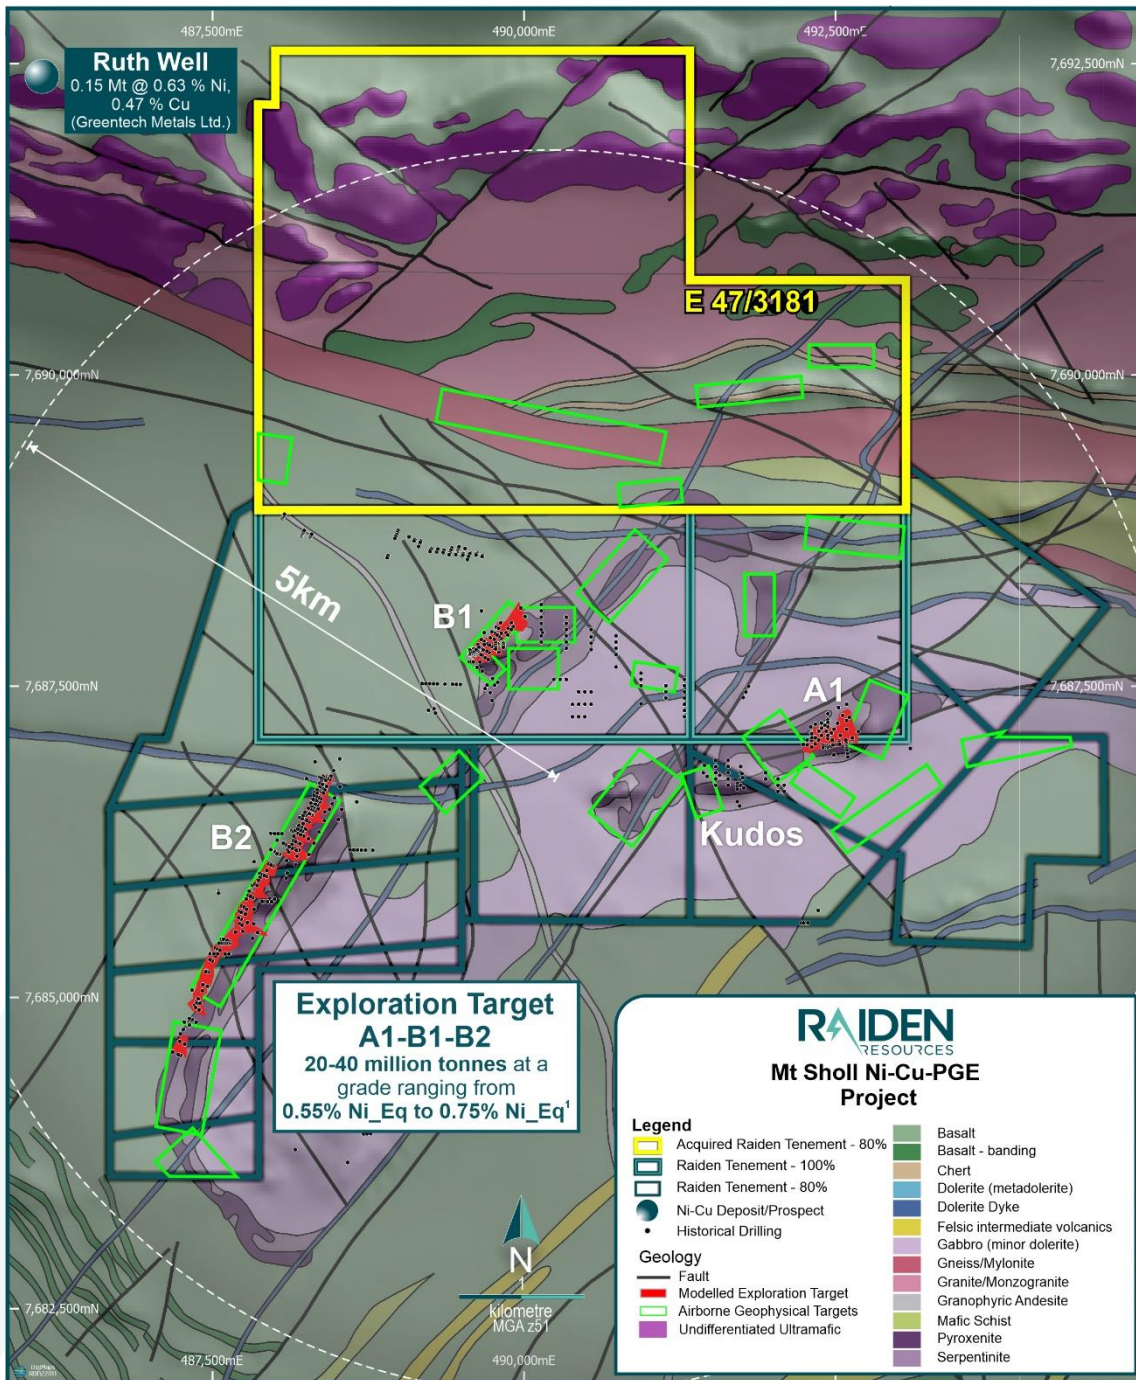 487,500mE
490,000mE
492,500mE
Ruth Well
0.15 Mt @ 0.63 % Ni,
0.47 % Cu
(Greentech Metals Ltd.)
7,692,500mN
E 47/3181
7,690,000mN
7,690,000mN
5km
B1
7,687,500mN
7,687,500mN
A1
B2
Kudos
7,685,000mN
Exploration Target
A1-B1-B2
20-40 million tonnes at a
grade ranging from
0.55% Ni_Eq to 0.75% Ni_Eq¹
RAIDEN
RESOURCES
Mt Sholl Ni-Cu-PGE
Project
Legend
Acquired Raiden Tenement - 80%
Raiden Tenement - 100%
Raiden Tenement - 80%
Ni-Cu Deposit/Prospect
Historical Drilling
Geology
Fault
Modelled Exploration Target
Airborne Geophysical Targets
Undifferentiated Ultramafic
Basalt
Basalt - banding
Chert
Dolerite (metadolerite)
Dolerite Dyke
Felsic intermediate volcanics
Gabbro (minor dolerite)
Gneiss/Mylonite
Granite/Monzogranite
Granophyric Andesite
Mafic Schist
Pyroxenite
Serpentinite
N
1
kilometre
MGA z51
7,682,500mN
487,500mE
490,000mE